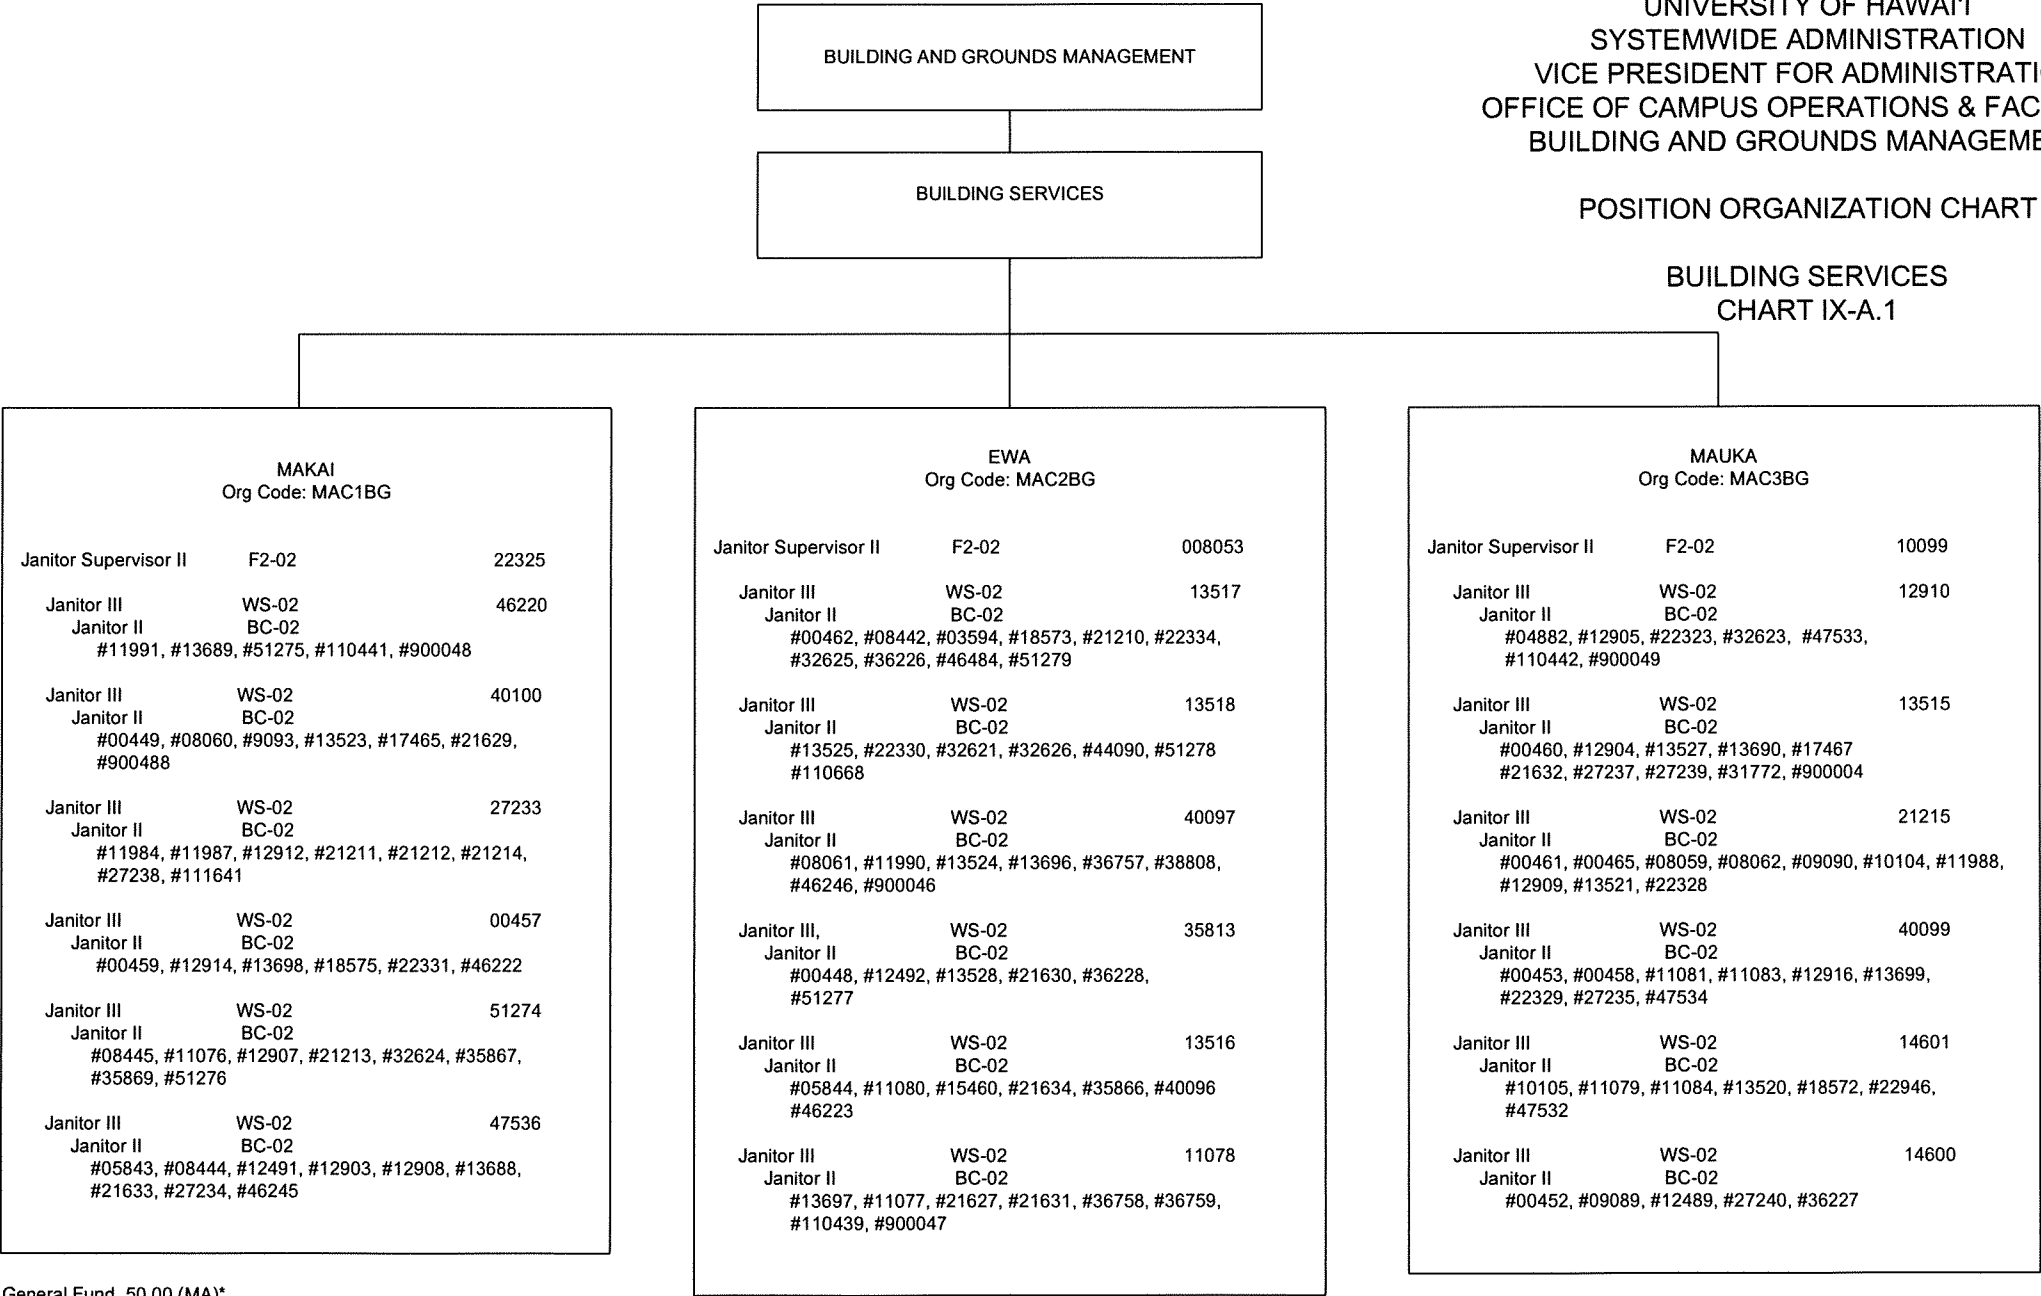 UNIVERSITY OF HAWAI'I
SYSTEMWIDE ADMINISTRATION
VICE PRESIDENT FOR
OFFICE OF CAMPUS OPERATIONS &
BUILDING AND GROUNDS
POSITION ORGANIZATION CHART
BUILDING SERVICES
CHART IX-A.1
BUILDING AND GROUNDS MANAGEMENT
BUILDING SERVICES
MAKAI
Org Code: MAC1BG
Janitor Supervisor II F2-02 22325
Janitor III WS-02 46220
Janitor II BC-02
#11991, #13689, #51275, #110441, #900048
Janitor III WS-02 40100
Janitor II BC-02
#00449, #08060, #9093, #13523, #17465, #21629,
#900488
Janitor III WS-02 27233
Janitor II BC-02
#11984, #11987, #12912, #21211, #21212, #21214,
#27238, #111641
Janitor III WS-02 00457
Janitor II BC-02
#00459, #12914, #13698, #18575, #22331, #46222
Janitor III WS-02 51274
Janitor II BC-02
#08445, #11076, #12907, #21213, #32624, #35867,
#35869, #51276
Janitor III WS-02 47536
Janitor II BC-02
#05843, #08444, #12491, #12903, #12908, #13688,
#21633, #27234, #46245
EWA
Org Code: MAC2BG
Janitor Supervisor II F2-02 008053
Janitor III WS-02 13517
Janitor II BC-02
#00462, #08442, #03594, #18573, #21210, #22334,
#32625, #36226, #46484, #51279
Janitor III WS-02 13518
Janitor II BC-02
#13525, #22330, #32621, #32626, #44090, #51278
#110668
Janitor III WS-02 40097
Janitor II BC-02
#08061, #11990, #13524, #13696, #36757, #38808,
#46246, #900046
Janitor III, WS-02 35813
Janitor II BC-02
#00448, #12492, #13528, #21630, #36228,
#51277
Janitor III WS-02 13516
Janitor II BC-02
#05844, #11080, #15460, #21634, #35866, #40096
#46223
Janitor III WS-02 11078
Janitor II BC-02
#13697, #11077, #21627, #21631, #36758, #36759,
#110439, #900047
MAUKA
Org Code: MAC3BG
Janitor Supervisor II F2-02 10099
Janitor III WS-02 12910
Janitor II BC-02
#04882, #12905, #22323, #32623, #47533,
#110442, #900049
Janitor III WS-02 13515
Janitor II BC-02
#00460, #12904, #13527, #13690, #17467
#21632, #27237, #27239, #31772, #900004
Janitor III WS-02 21215
Janitor II BC-02
#00461, #00465, #08059, #08062, #09090, #10104, #11988,
#12909, #13521, #22328
Janitor III WS-02 40099
Janitor II BC-02
#00453, #00458, #11081, #11083, #12916, #13699,
#22329, #27235, #47534
Janitor III WS-02 14601
Janitor II BC-02
#10105, #11079, #11084, #13520, #18572, #22946,
#47532
Janitor III WS-02 14600
Janitor II BC-02
#00452, #09089, #12489, #27240, #36227
General Fund 50.00 (MA)*